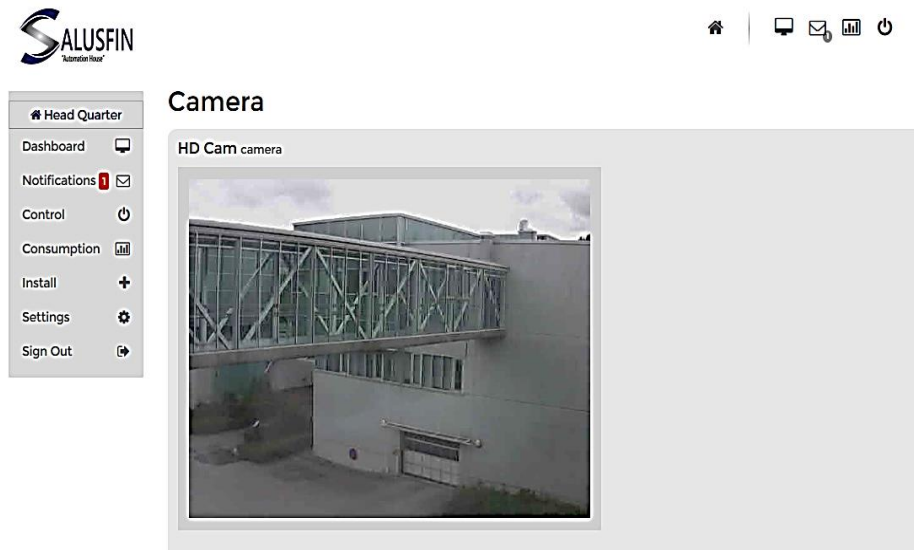 SALUSFIN
"Automation House"
Head Quarter
Dashboard
Notifications 1
Control
Consumption
Install
Settings
Sign Out
Camera
HD Cam camera